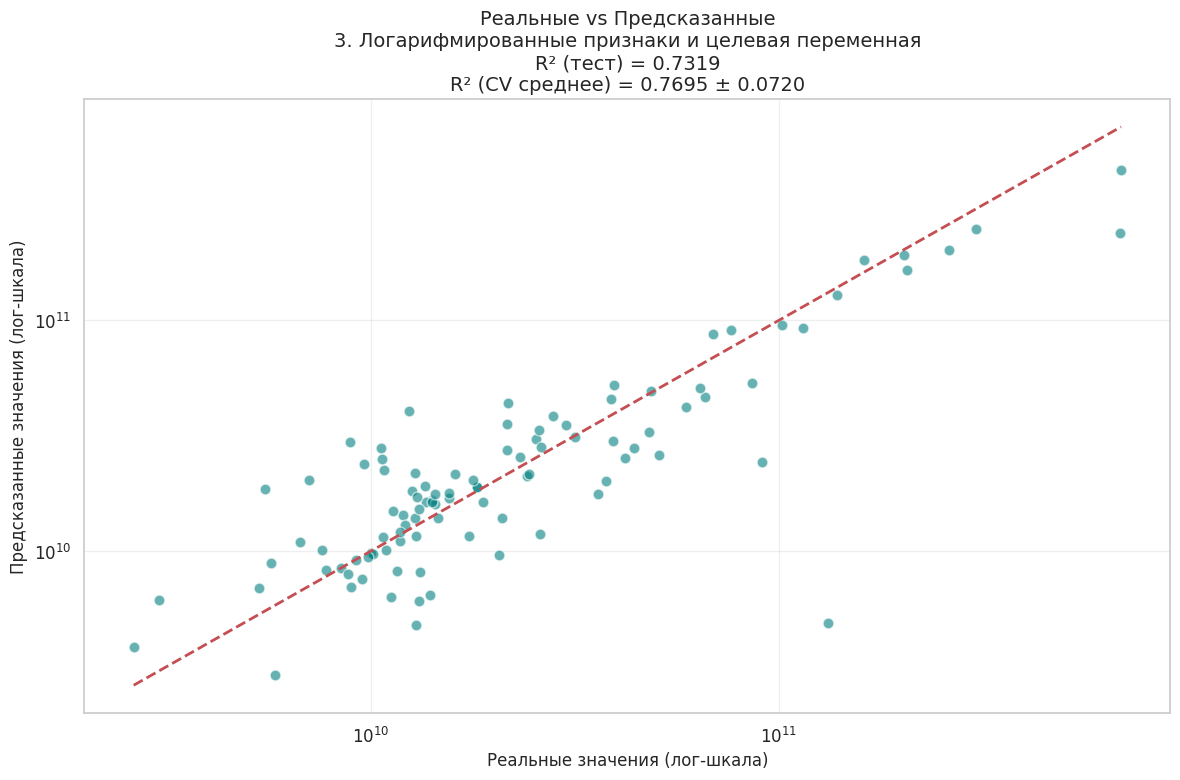 Реальные vs Предсказанные
3. Логарифмированные признаки и целевая переменная
R² (тест) = 0.7319
R² (CV среднее) = 0.7695 ± 0.0720
Предсказанные значения (лог-шкала)
10¹¹
10¹⁰
10¹⁰ 10¹¹
Реальные значения (лог-шкала)